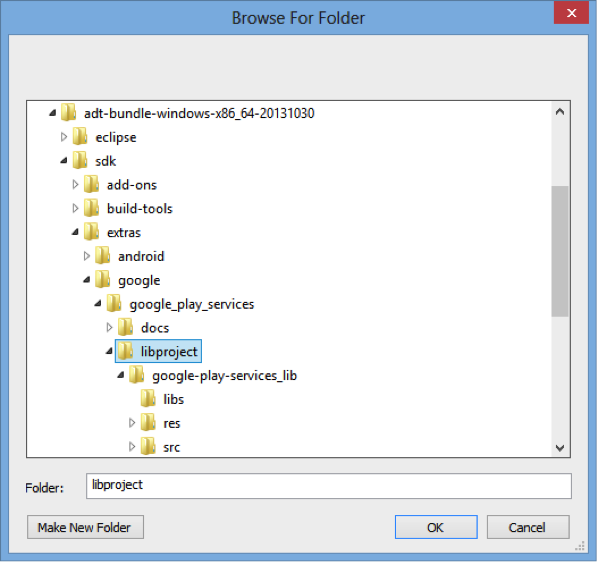 Browse For Folder
adt-bundle-windows-x86_64-20131030
eclipse
sdk
add-ons
build-tools
extras
android
google
google_play_services
docs
libproject
google-play-services_lib
libs
res
src
Folder: libproject
Make New Folder OK Cancel